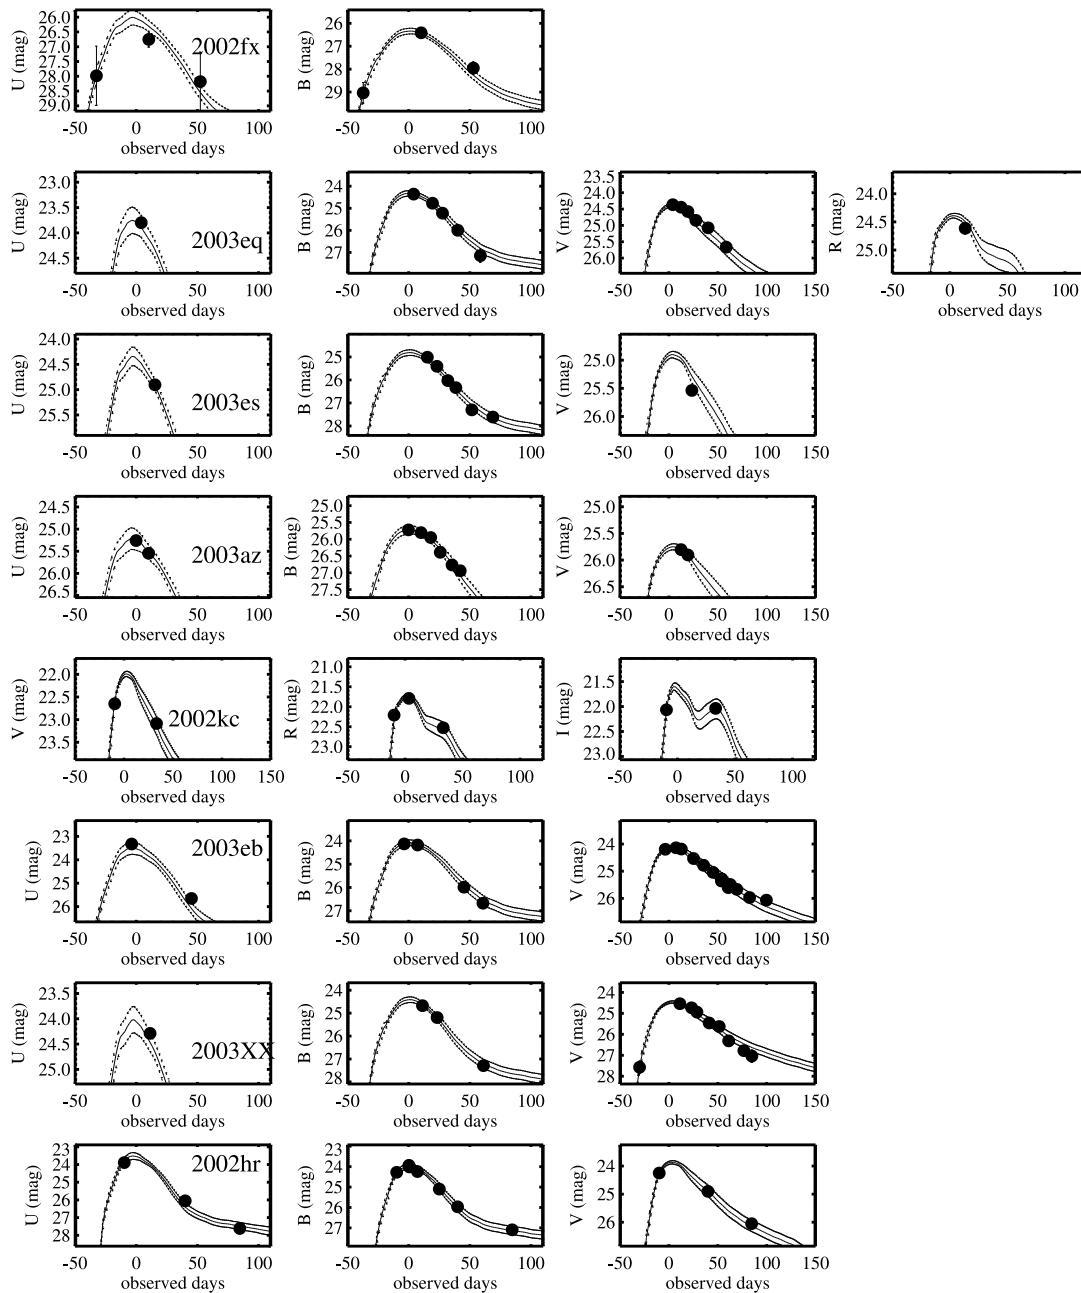 U (mag)
26.0
26.5
27.0
27.5
28.0
28.5
29.0
2002fx
-50 0 50 100
observed days
B (mag)
26
27
28
29
-50 0 50 100
observed days
U (mag)
23.0
23.5
24.0
24.5
2003eq
-50 0 50 100
observed days
B (mag)
24
25
26
27
-50 0 50 100
observed days
V (mag)
23.5
24.0
24.5
25.0
25.5
26.0
-50 0 50 100 150
observed days
R (mag)
24.0
24.5
25.0
-50 0 50 100
observed days
U (mag)
24.0
24.5
25.0
25.5
2003es
-50 0 50 100
observed days
B (mag)
25
26
27
28
-50 0 50 100
observed days
V (mag)
25.0
25.5
26.0
-50 0 50 100 150
observed days
U (mag)
24.5
25.0
25.5
26.0
26.5
2003az
-50 0 50 100
observed days
B (mag)
25.0
25.5
26.0
26.5
27.0
27.5
-50 0 50 100
observed days
V (mag)
25.0
25.5
26.0
26.5
-50 0 50 100 150
observed days
V (mag)
22.0
22.5
23.0
23.5
2002kc
-50 0 50 100 150
observed days
R (mag)
21.0
21.5
22.0
22.5
23.0
-50 0 50 100
observed days
I (mag)
21.5
22.0
22.5
23.0
-50 0 50 100
observed days
U (mag)
23
24
25
26
2003eb
-50 0 50 100
observed days
B (mag)
24
25
26
27
-50 0 50 100
observed days
V (mag)
24
25
26
-50 0 50 100 150
observed days
U (mag)
23.5
24.0
24.5
25.0
2003XX
-50 0 50 100
observed days
B (mag)
24
25
26
27
28
-50 0 50 100
observed days
V (mag)
24
25
26
27
28
-50 0 50 100 150
observed days
U (mag)
23
24
25
26
27
28
2002hr
-50 0 50 100
observed days
B (mag)
23
24
25
26
27
-50 0 50 100
observed days
V (mag)
24
25
26
-50 0 50 100 150
observed days